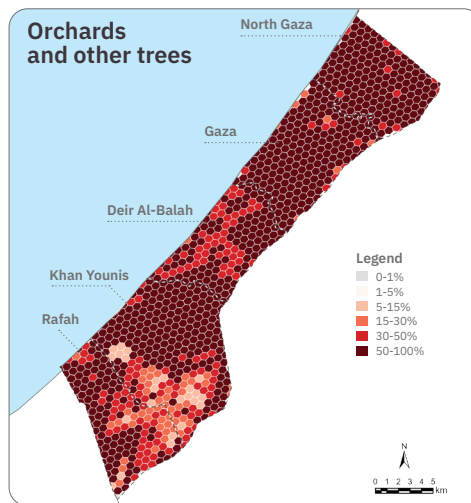 Orchards
and other trees
North Gaza
Gaza
Deir Al-Balah
Khan Younis
Rafah
Legend
0-1%
1-5%
5-15%
15-30%
30-50%
50-100%
N
0 1 2 3 4 5
km